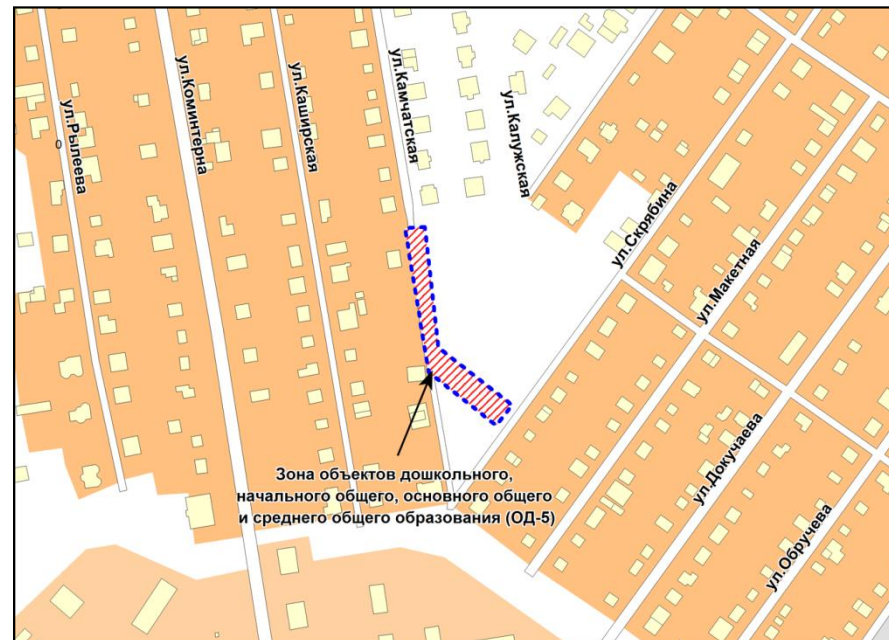 ул.Рылеева
ул.Коминтерна
ул.Каширская
ул.Камчатская
ул.Калужская
ул.Скрябина
ул.Макетная
ул.Докучаева
ул.Обручева
0
Зона объектов дошкольного,
начального общего, основного общего
и среднего общего образования (ОД-5)